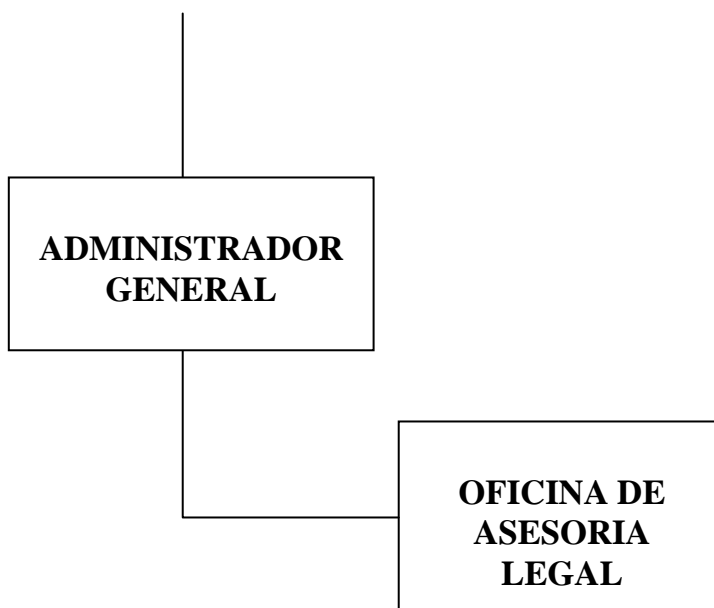 ADMINISTRADOR
GENERAL
OFICINA DE
ASESORIA
LEGAL